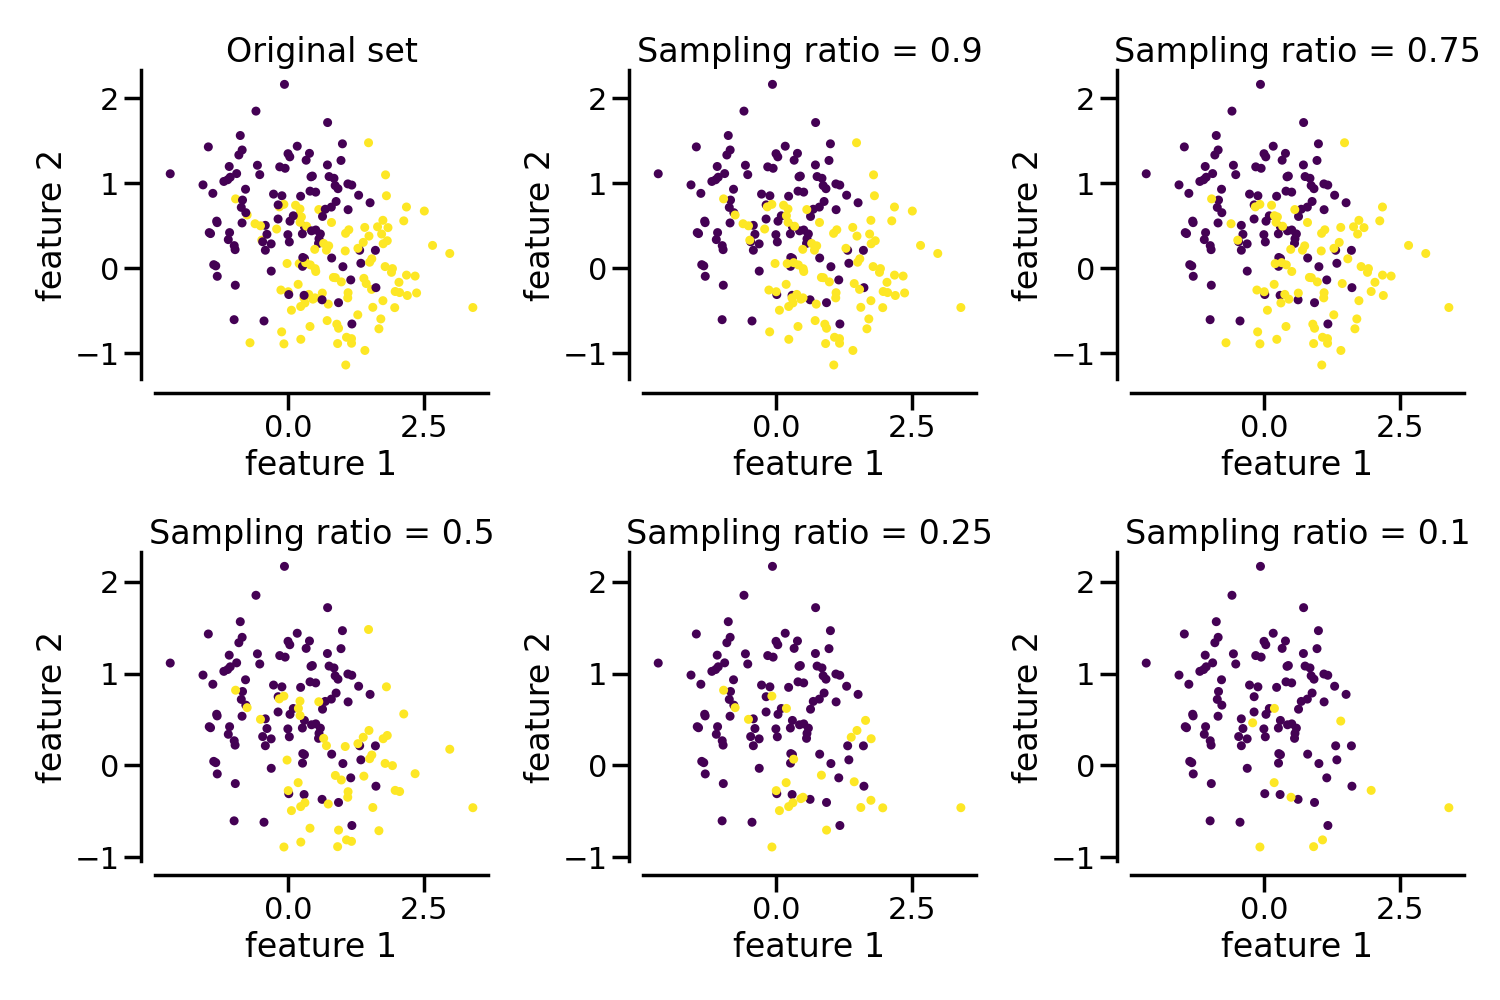 Original set
Sampling ratio = 0.9
Sampling ratio = 0.75
2
1
0
−1
feature 2
0.0
2.5
feature 1
2
1
0
−1
feature 2
0.0
2.5
feature 1
2
1
0
−1
feature 2
0.0
2.5
feature 1
Sampling ratio = 0.5
Sampling ratio = 0.25
Sampling ratio = 0.1
2
1
0
−1
feature 2
0.0
2.5
feature 1
2
1
0
−1
feature 2
0.0
2.5
feature 1
2
1
0
−1
feature 2
0.0
2.5
feature 1